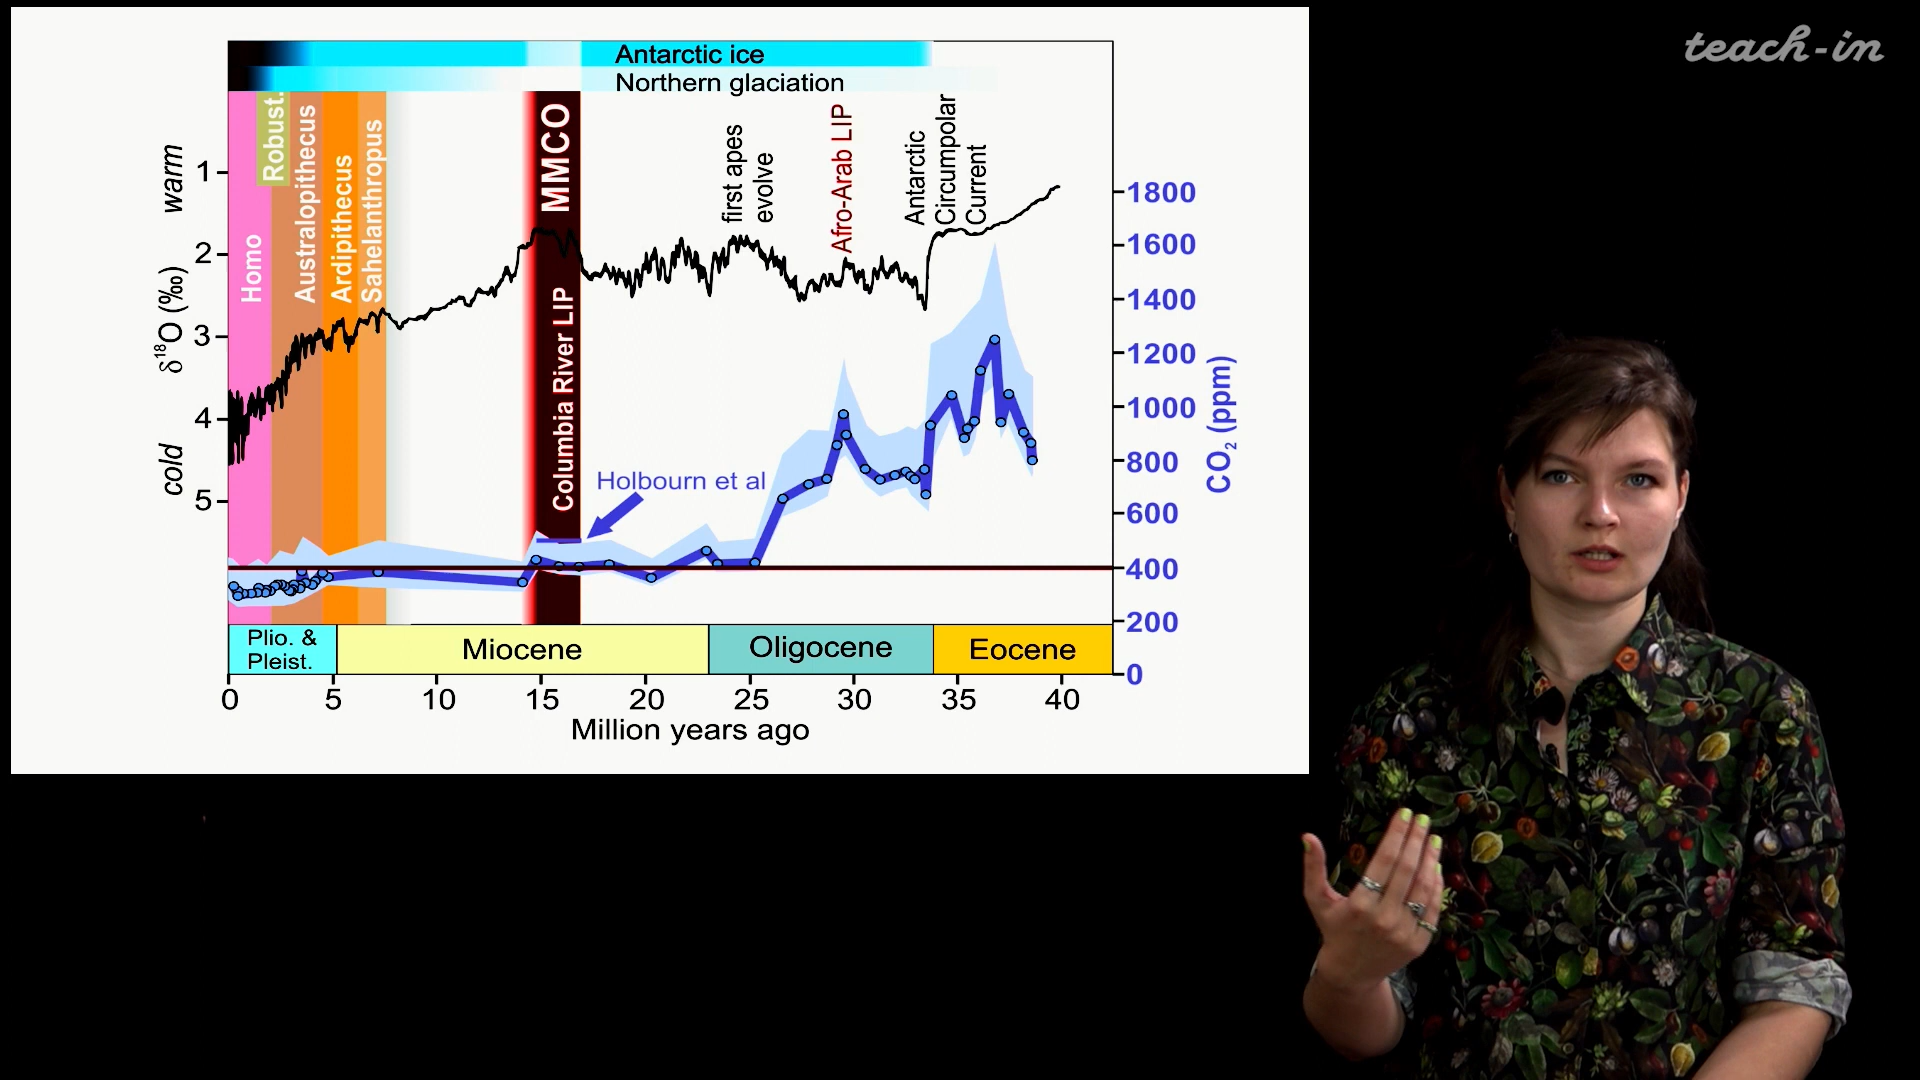 teach-in
Antarctic ice
Northern glaciation
warm
cold
δ¹⁸O (‰)
1
2
3
4
5
Homo
Robust.
Australopithecus
Ardipithecus
Sahelanthropus
MMCO
Columbia River LIP
first apes
evolve
Afro-Arab LIP
Antarctic
Circumpolar
Current
Holbourn et al
1800
1600
1400
1200
1000
800
600
400
200
0
CO₂ (ppm)
Plio. &
Pleist.
Miocene
Oligocene
Eocene
0 5 10 15 20 25 30 35 40
Million years ago